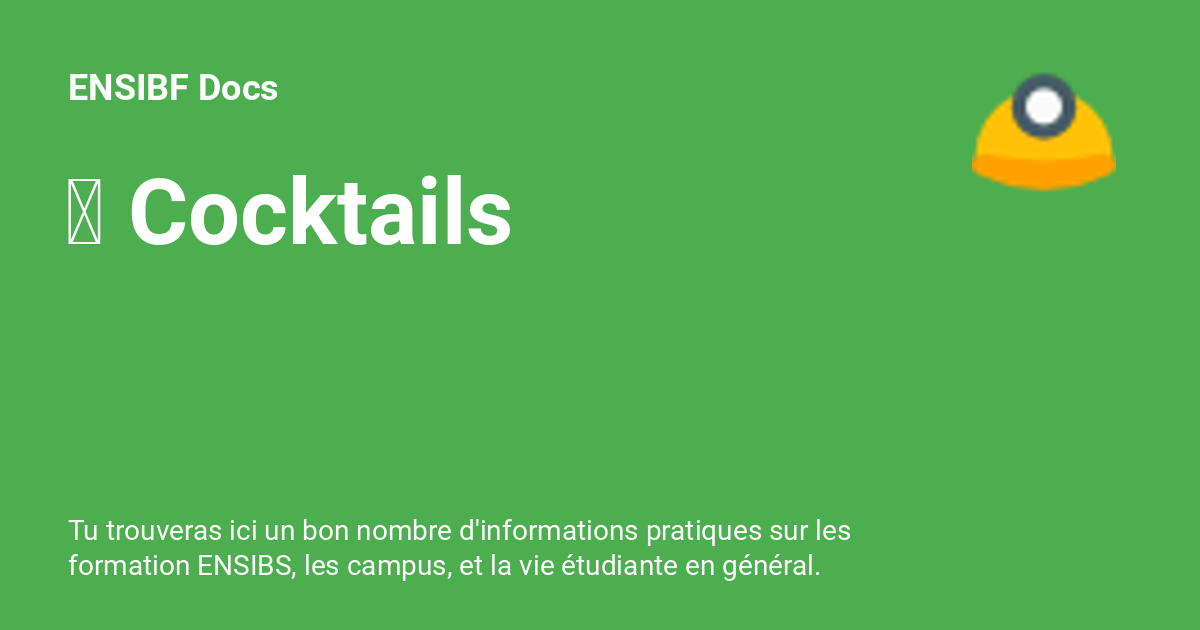 ENSIBF Docs
Cocktails
Tu trouveras ici un bon nombre d'informations pratiques sur les
formation ENSIBS, les campus, et la vie étudiante en général.